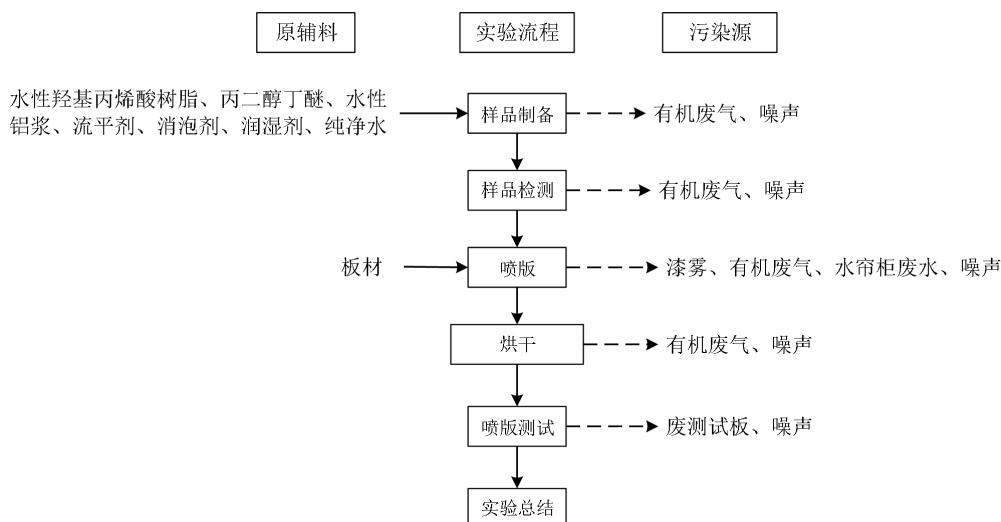 原辅料
实验流程
污染源
水性羟基丙烯酸树脂、丙二醇丁醚、水性
铝浆、流平剂、消泡剂、润湿剂、纯净水
样品制备
有机废气、噪声
样品检测
有机废气、噪声
板材
喷版
漆雾、有机废气、水帘柜废水、噪声
烘干
有机废气、噪声
喷版测试
废测试板、噪声
实验总结